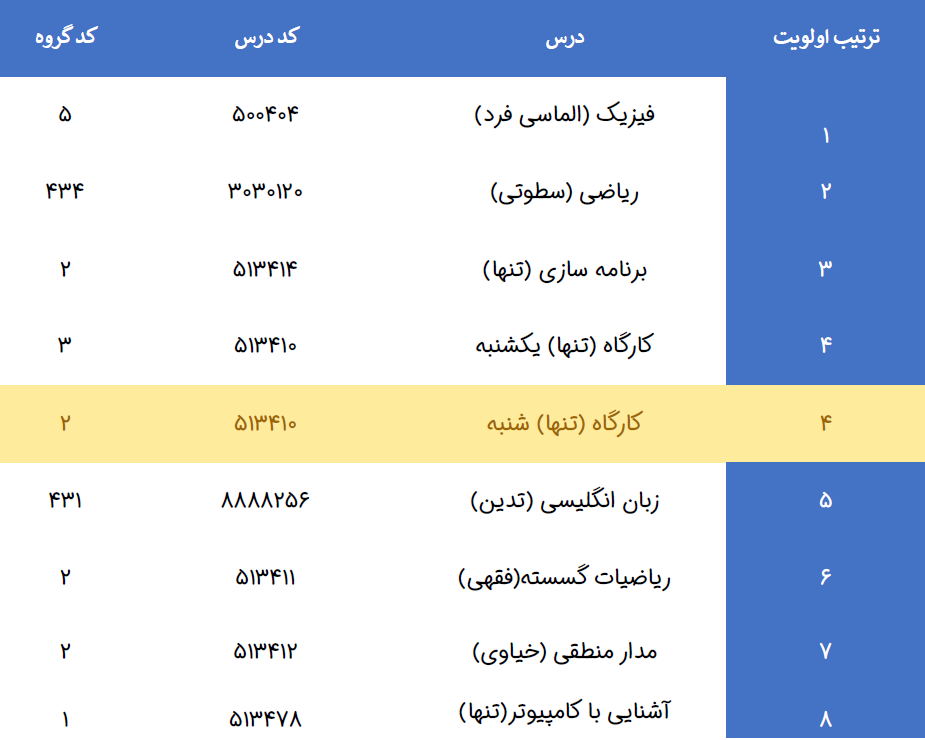 ترتیب اولویت درس کد درس کد گروه
۱ فیزیک (الماسی فرد) ۵۰۰۴۰۴ ۵
۲ ریاضی (سطوتی) ۳۰۳۰۱۲۰ ۴۳۴
۳ برنامه سازی (تنها) ۵۱۳۴۱۴ ۲
۴ کارگاه (تنها) یکشنبه ۵۱۳۴۱۰ ۳
۴ کارگاه (تنها) شنبه ۵۱۳۴۱۰ ۲
۵ زبان انگلیسی (تدین) ۸۸۸۸۲۵۶ ۴۳۱
۶ ریاضیات گسسته(فقهی) ۵۱۳۴۱۱ ۲
۷ مدار منطقی (خیاوی) ۵۱۳۴۱۲ ۲
۸ آشنایی با کامپیوتر(تنها) ۵۱۳۴۷۸ ۱